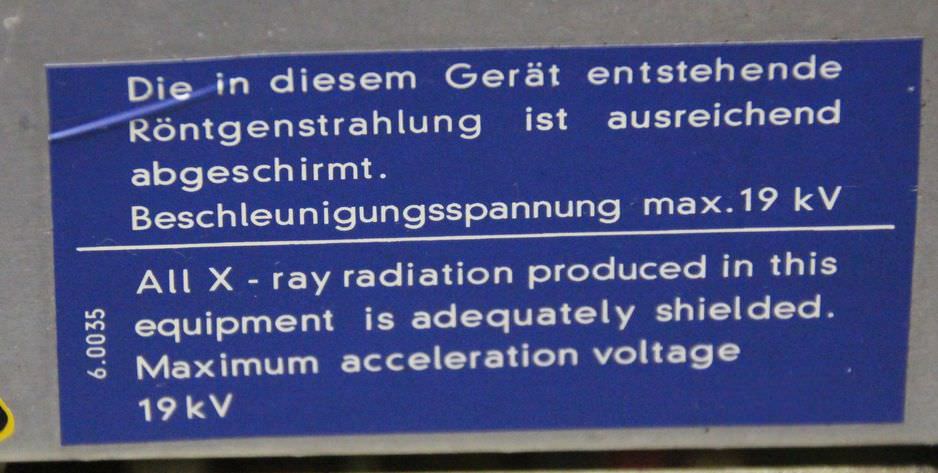 Die in diesem Gerät entstehende
Röntgenstrahlung ist ausreichend
abgeschirmt.
Beschleunigungsspannung max.19 kV
All X - ray radiation produced in this
equipment is adequately shielded.
Maximum acceleration voltage
19 kV
6.0035